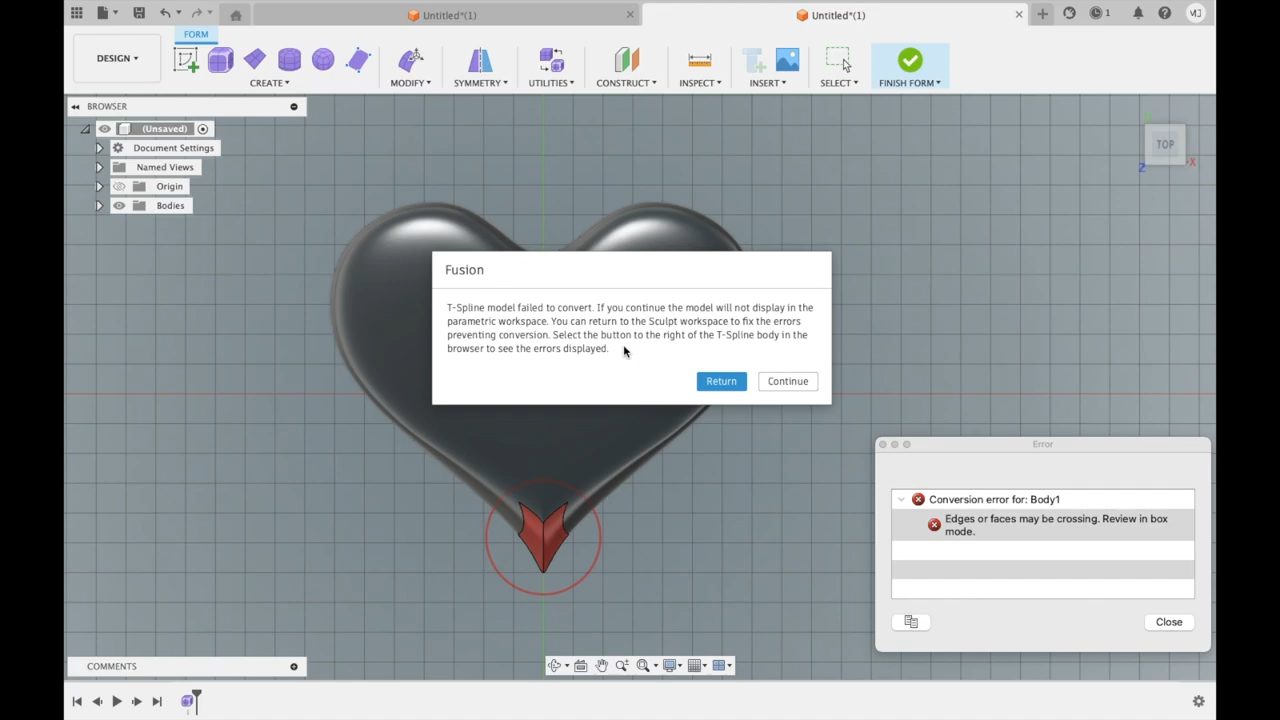 Untitled*(1)
Untitled*(1)
1
MJ
FORM
DESIGN
CREATE
MODIFY
SYMMETRY
UTILITIES
CONSTRUCT
INSPECT
INSERT
SELECT
FINISH FORM
BROWSER
(Unsaved)
Document Settings
Named Views
Origin
Bodies
TOP
Z
X
Fusion
T-Spline model failed to convert. If you continue the model will not display in the
parametric workspace. You can return to the Sculpt workspace to fix the errors
preventing conversion. Select the button to the right of the T-Spline body in the
browser to see the errors displayed.
Return
Continue
Error
Conversion error for: Body1
Edges or faces may be crossing. Review in box
mode.
Close
COMMENTS